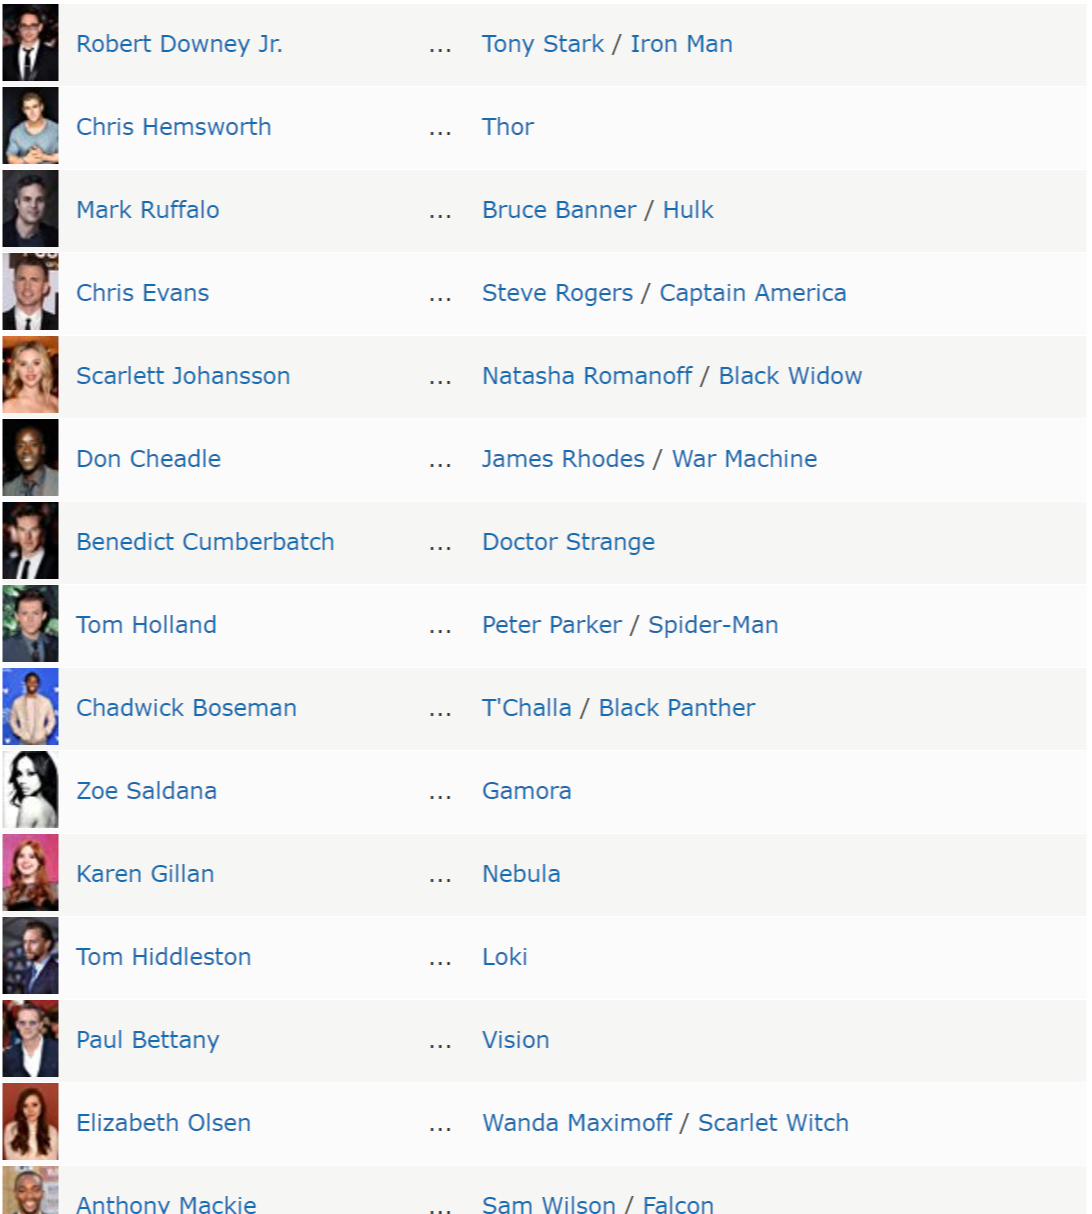 Robert Downey Jr. ... Tony Stark / Iron Man
Chris Hemsworth ... Thor
Mark Ruffalo ... Bruce Banner / Hulk
Chris Evans ... Steve Rogers / Captain America
Scarlett Johansson ... Natasha Romanoff / Black Widow
Don Cheadle ... James Rhodes / War Machine
Benedict Cumberbatch ... Doctor Strange
Tom Holland ... Peter Parker / Spider-Man
Chadwick Boseman ... T'Challa / Black Panther
Zoe Saldana ... Gamora
Karen Gillan ... Nebula
Tom Hiddleston ... Loki
Paul Bettany ... Vision
Elizabeth Olsen ... Wanda Maximoff / Scarlet Witch
Anthony Mackie ... Sam Wilson / Falcon